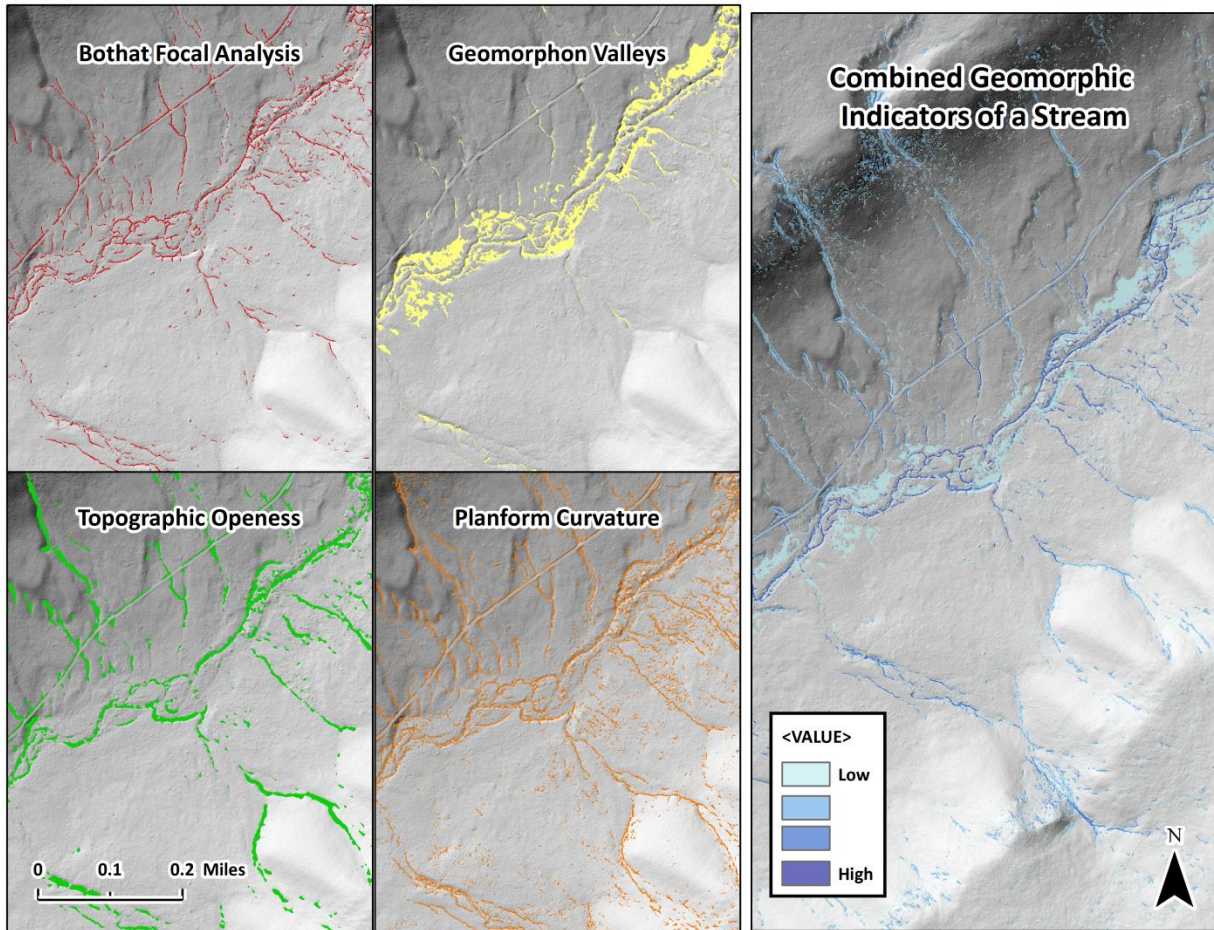 Bothat Focal Analysis
Geomorphon Valleys
Topographic Openess
Planform Curvature
0 0.1 0.2 Miles
Combined Geomorphic
Indicators of a Stream
<VALUE>
Low
High
N